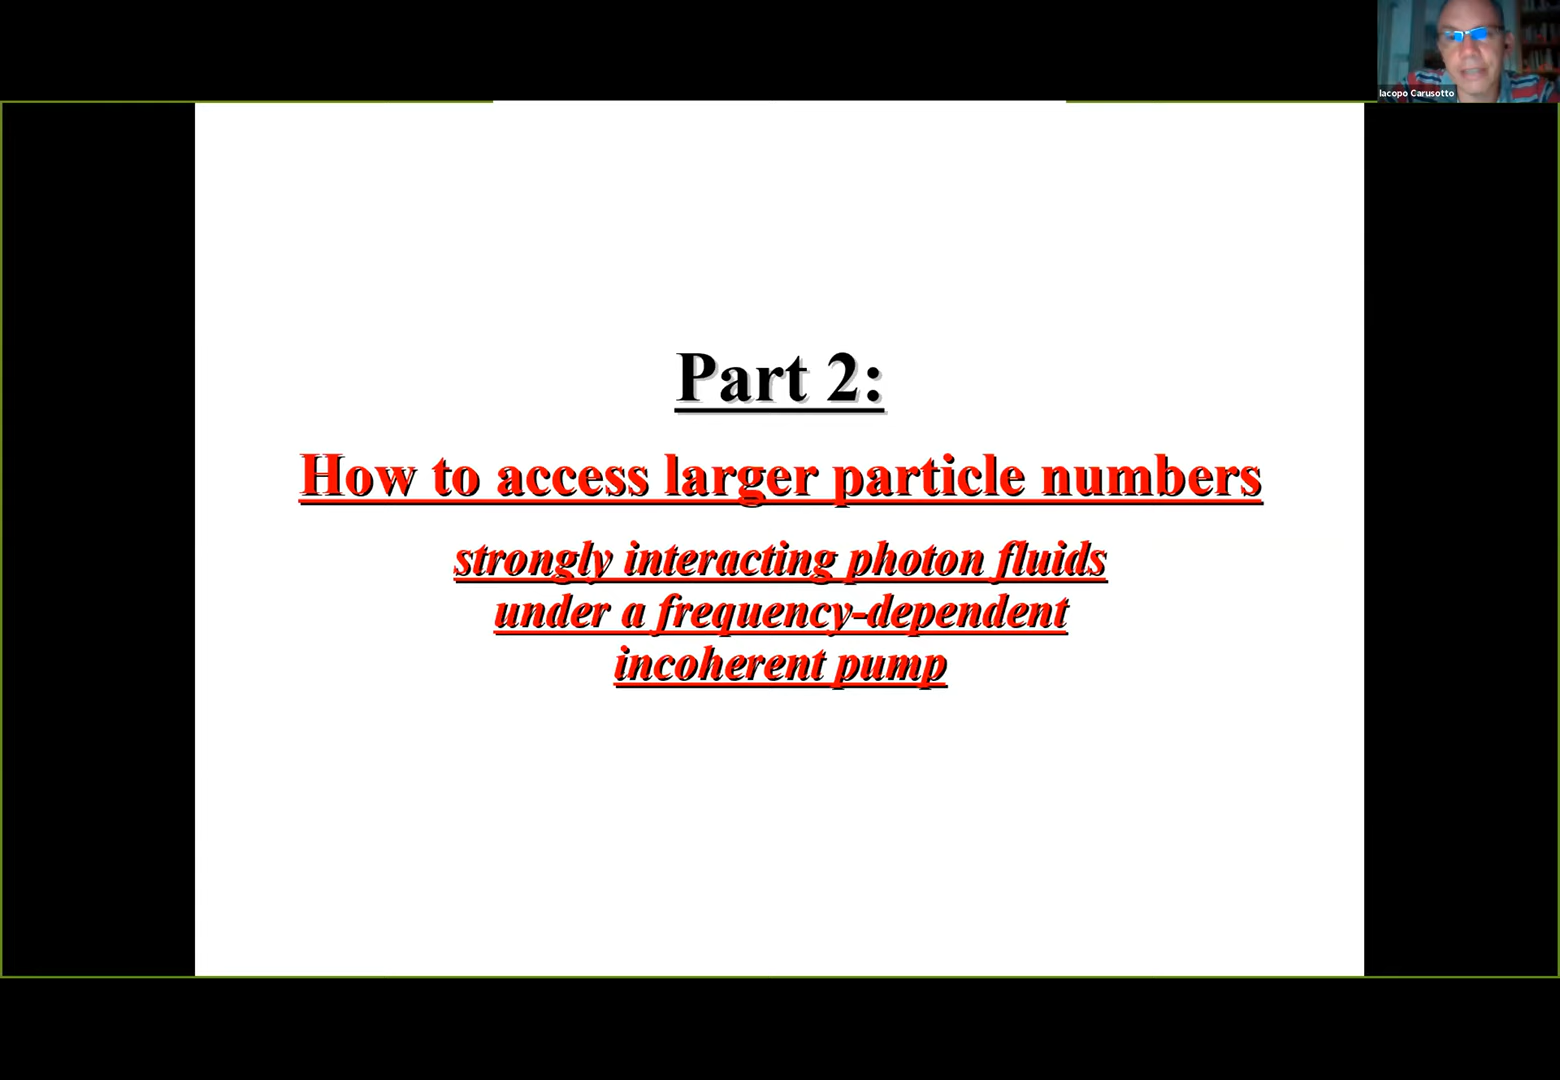 Iacopo Carusotto
Part 2:
How to access larger particle numbers
strongly interacting photon fluids
under a frequency-dependent
incoherent pump